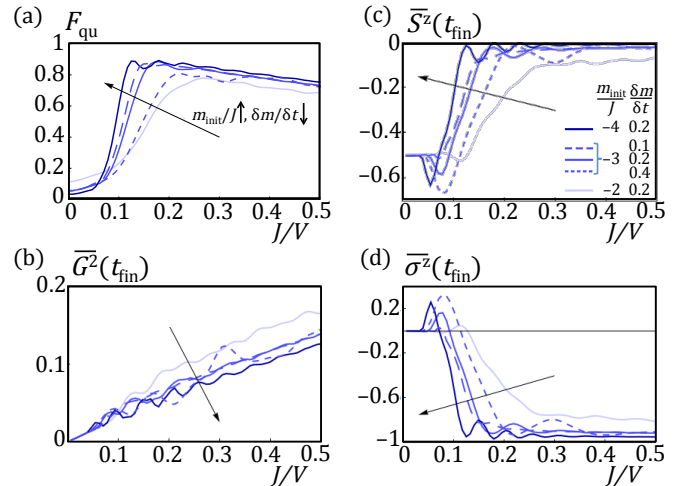 (a) F_qu
1
0.8
0.6
0.4
0.2
0
0 0.1 0.2 0.3 0.4 0.5
J/V
m_init/J↑, δm/δt↓
(c) S̅ᶻ(t_fin)
0
−0.2
−0.4
−0.6
0 0.1 0.2 0.3 0.4 0.5
J/V
m_init/J δm/δt
−4 0.2
0.1
−3 0.2
0.4
−2 0.2
(b) G̅²(t_fin)
0.2
0.1
0
0.1 0.2 0.3 0.4 0.5
J/V
(d) σ̅ᶻ(t_fin)
0.2
−0.2
−0.6
−1
0 0.1 0.2 0.3 0.4 0.5
J/V